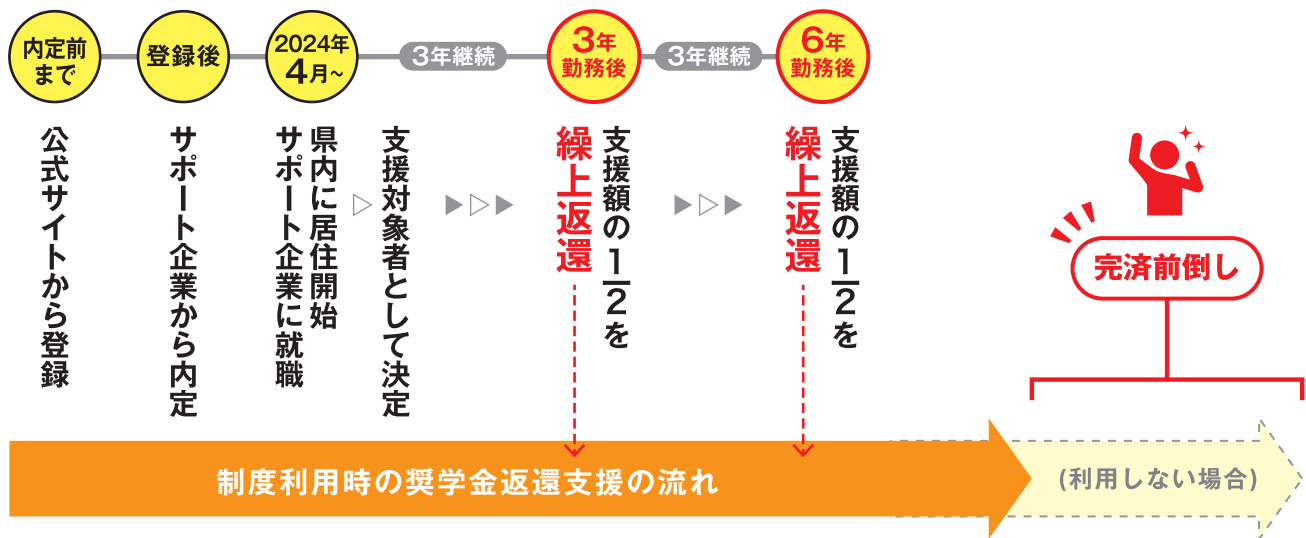 内定前
まで
登録後
2024年
4月~
3年継続
3年
勤務後
3年継続
6年
勤務後
公式サイトから登録
サポート企業から内定
県内に居住開始
サポート企業に就職
支援対象者として決定
支援額の1/2を
繰上返還
支援額の1/2を
繰上返還
完済前倒し
制度利用時の奨学金返還支援の流れ
(利用しない場合)